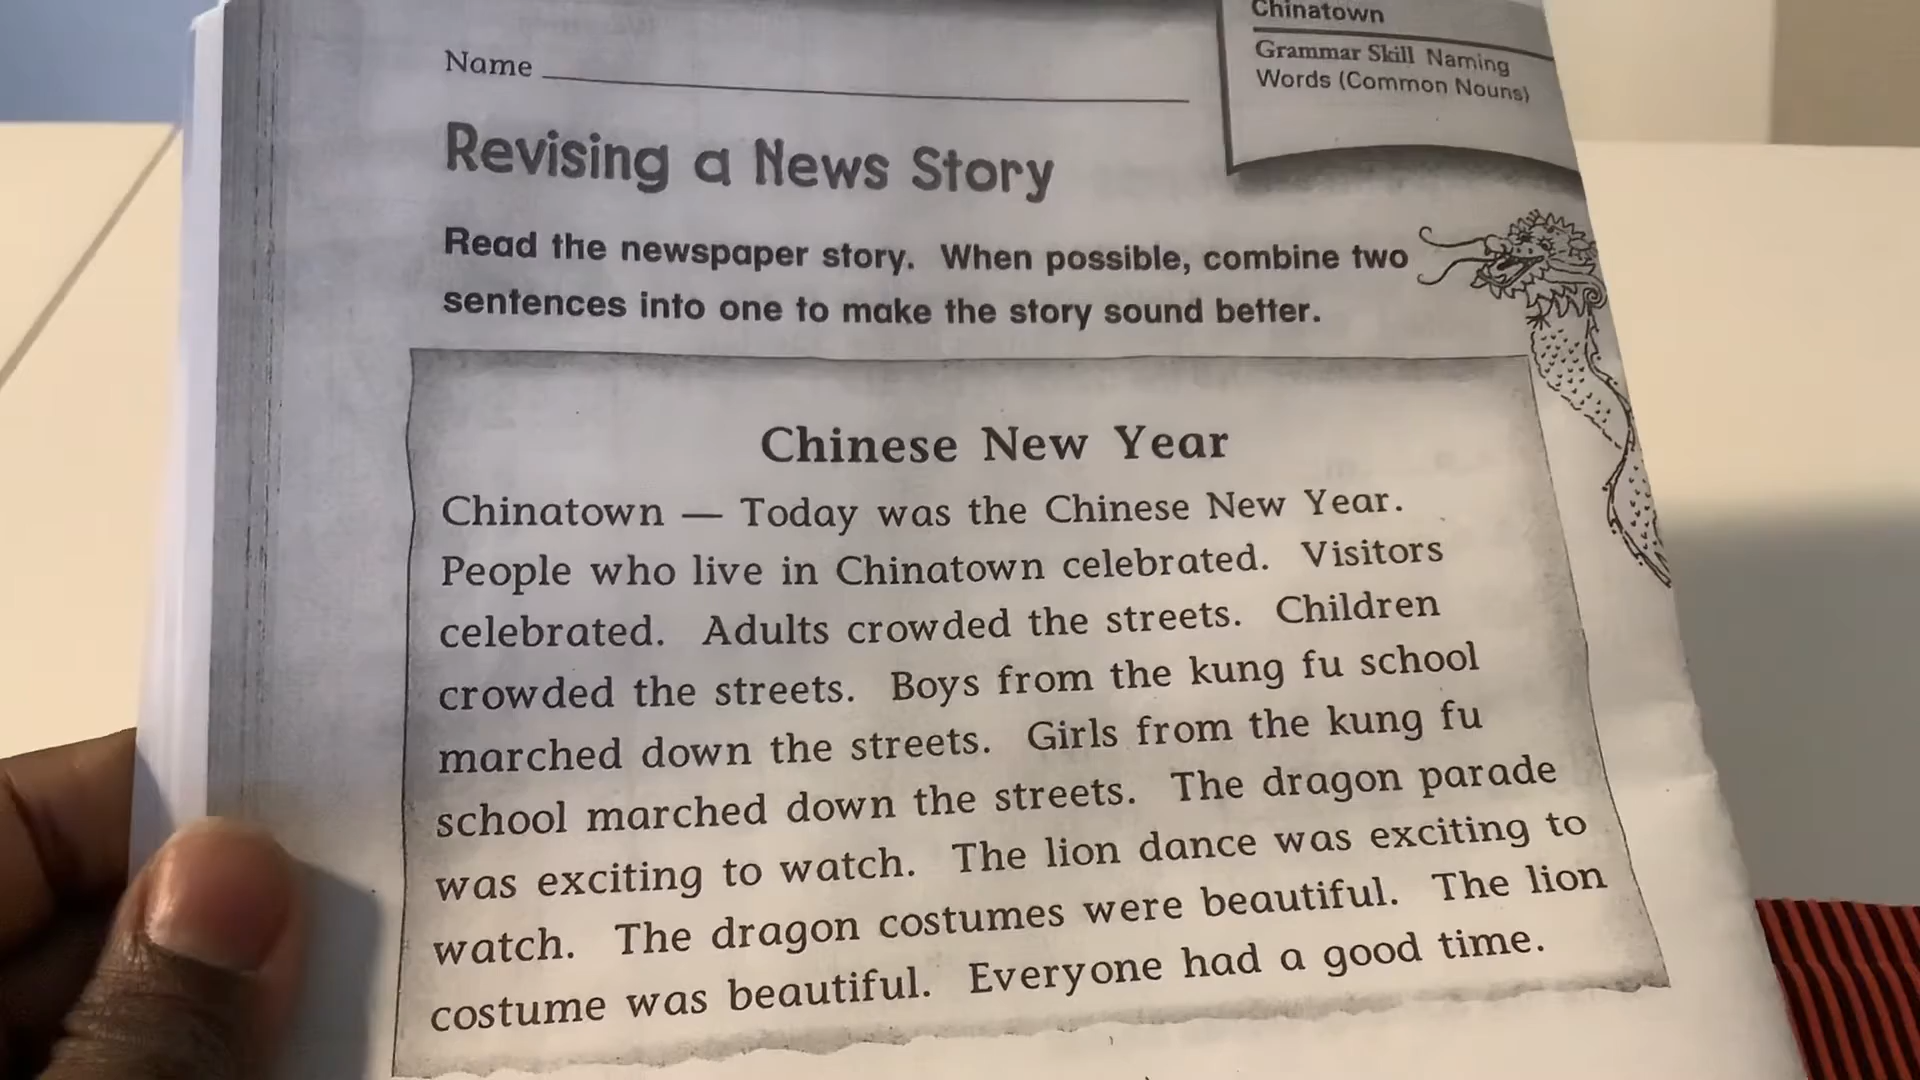 Chinatown
Grammar Skill Naming
Words (Common Nouns)
Name
Revising a News Story
Read the newspaper story. When possible, combine two
sentences into one to make the story sound better.
Chinese New Year
Chinatown — Today was the Chinese New Year.
People who live in Chinatown celebrated. Visitors
celebrated. Adults crowded the streets. Children
crowded the streets. Boys from the kung fu school
marched down the streets. Girls from the kung fu
school marched down the streets. The dragon parade
was exciting to watch. The lion dance was exciting to
watch. The dragon costumes were beautiful. The lion
costume was beautiful. Everyone had a good time.